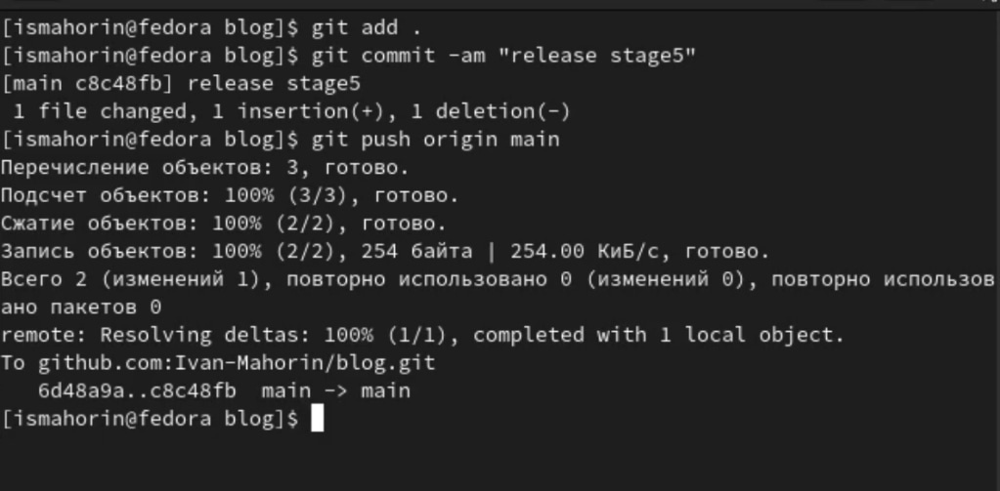 [ismahorin@fedora blog]$ git add .
[ismahorin@fedora blog]$ git commit -am "release stage5"
[main c8c48fb] release stage5
 1 file changed, 1 insertion(+), 1 deletion(-)
[ismahorin@fedora blog]$ git push origin main
Перечисление объектов: 3, готово.
Подсчет объектов: 100% (3/3), готово.
Сжатие объектов: 100% (2/2), готово.
Запись объектов: 100% (2/2), 254 байта | 254.00 КиБ/с, готово.
Всего 2 (изменений 1), повторно использовано 0 (изменений 0), повторно использов
ано пакетов 0
remote: Resolving deltas: 100% (1/1), completed with 1 local object.
To github.com:Ivan-Mahorin/blog.git
   6d48a9a..c8c48fb  main -> main
[ismahorin@fedora blog]$